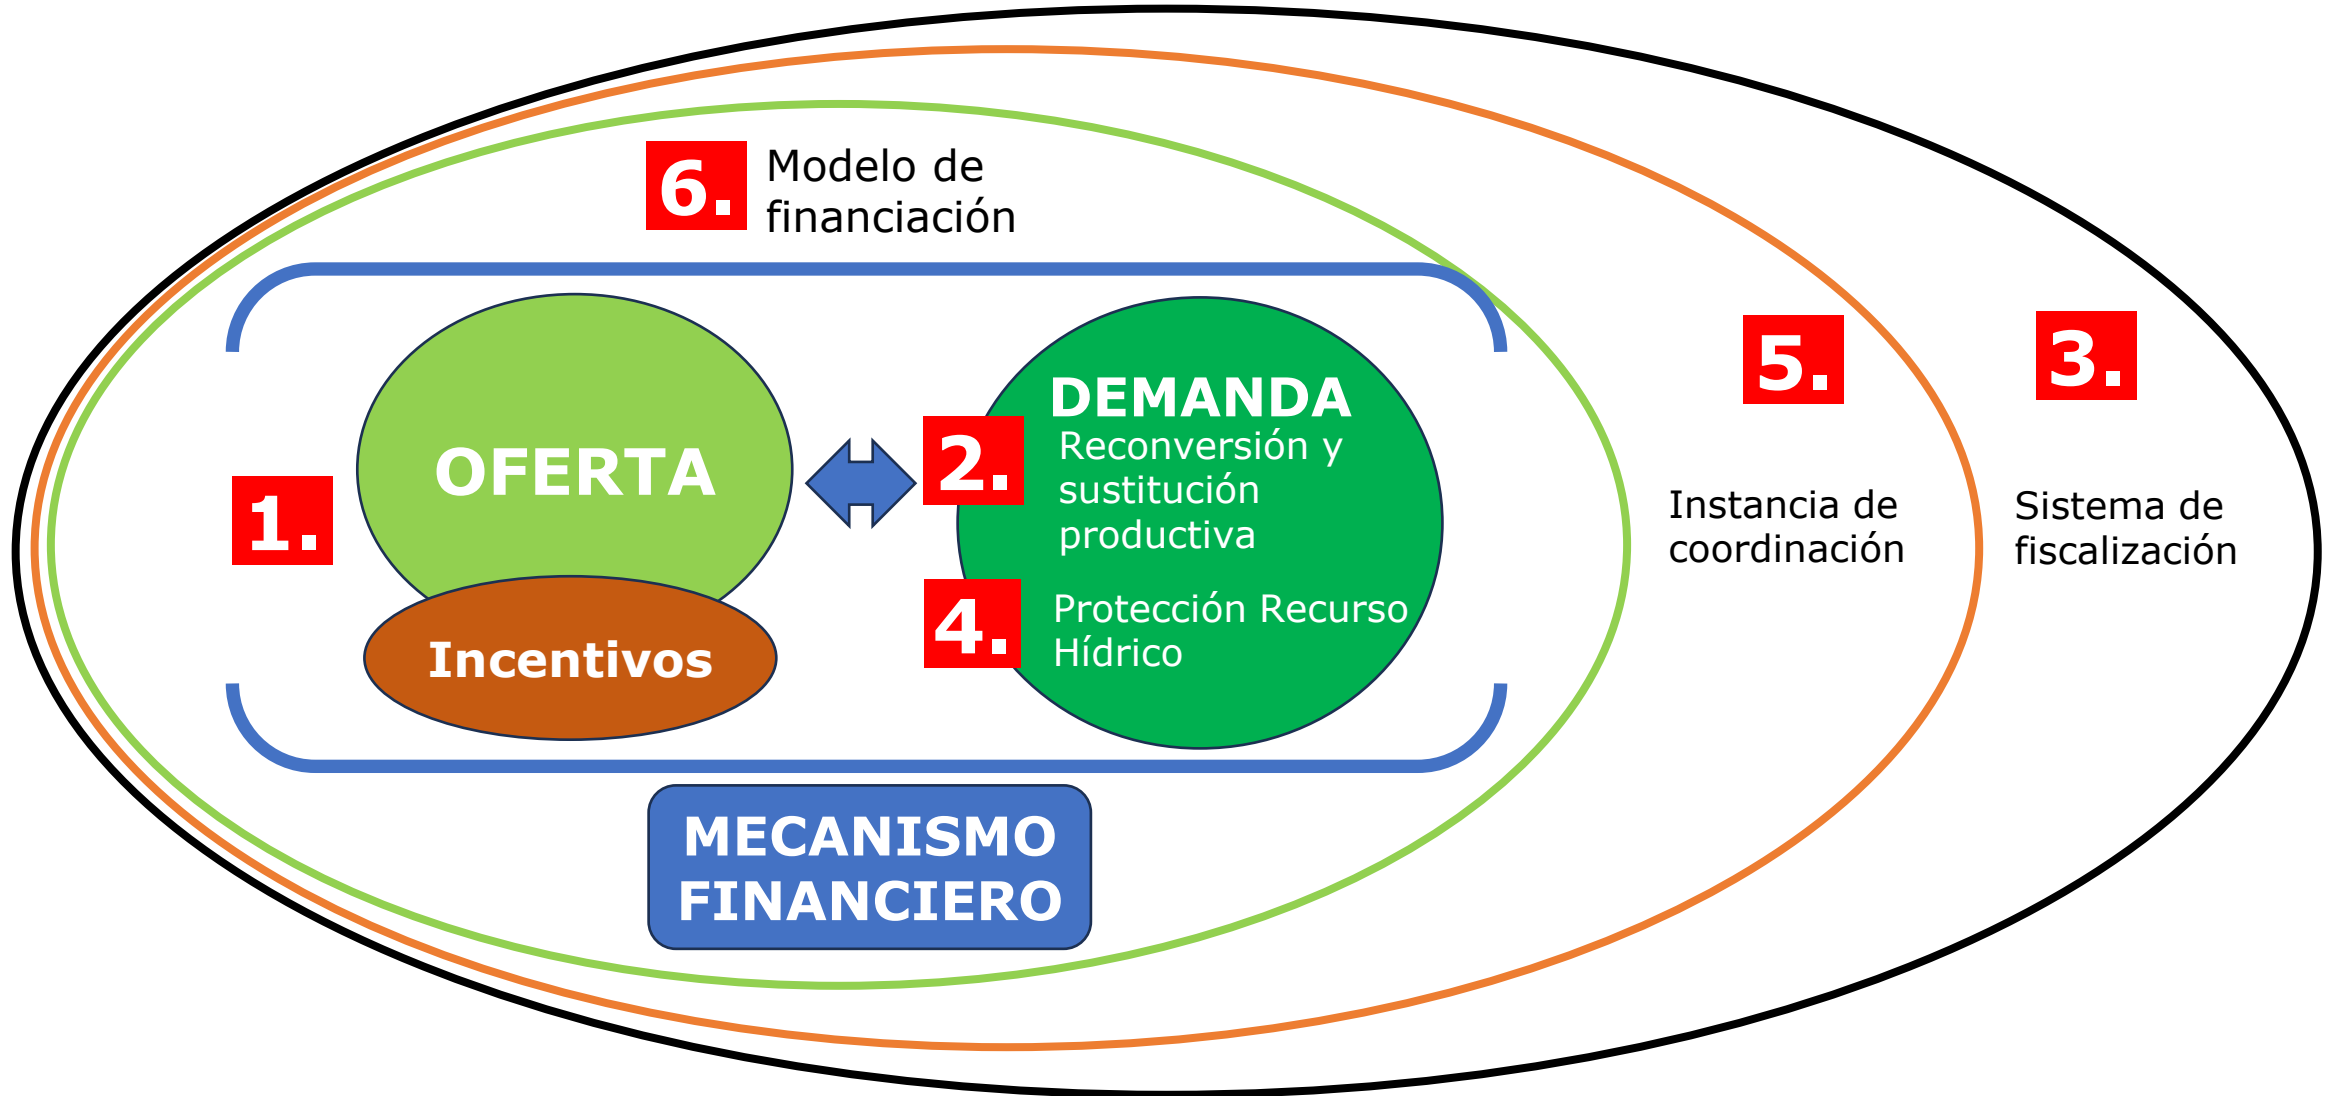 6.
Modelo de
financiación
1.
OFERTA
Incentivos
DEMANDA
2.
Reconversión y
sustitución
productiva
4.
Protección Recurso
Hídrico
5.
Instancia de
coordinación
3.
Sistema de
fiscalización
MECANISMO
FINANCIERO